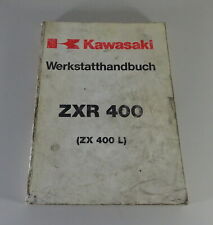 Kawasaki
Werkstatthandbuch
ZXR 400
(ZX 400 L)